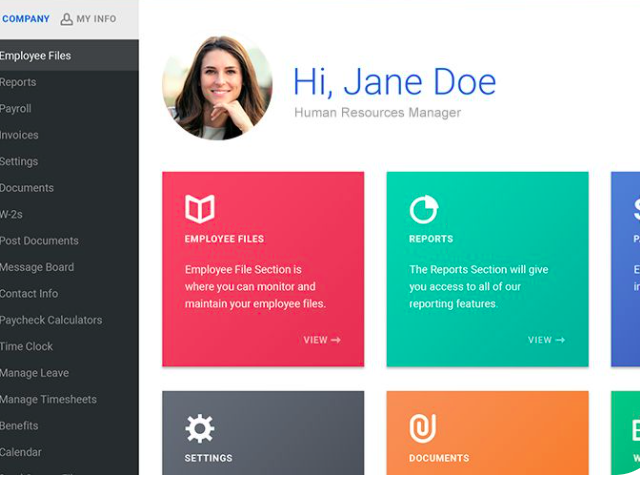 COMPANY
MY INFO
Employee Files
Reports
Payroll
Invoices
Settings
Documents
W-2s
Post Documents
Message Board
Contact Info
Paycheck Calculators
Time Clock
Manage Leave
Manage Timesheets
Benefits
Calendar
Hi, Jane Doe
Human Resources Manager
EMPLOYEE FILES
Employee File Section is
where you can monitor and
maintain your employee files.
VIEW →
REPORTS
The Reports Section will give
you access to all of our
reporting features.
VIEW →
SETTINGS
DOCUMENTS